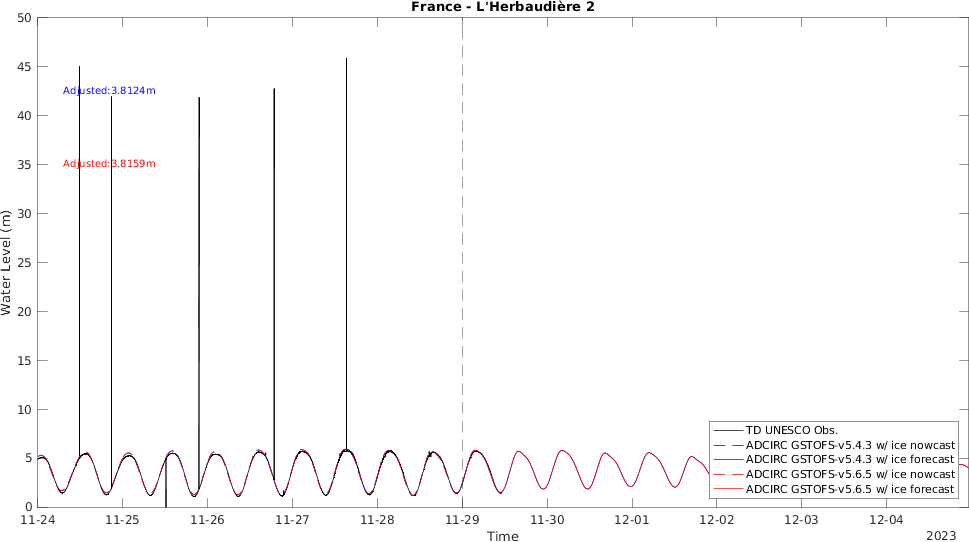 France - L'Herbaudière 2
50
45
Adjusted:3.8124m
40
35
Adjusted:3.8159m
30
25
20
15
10
5
0
Water Level (m)
TD UNESCO Obs.
ADCIRC GSTOFS-v5.4.3 w/ ice nowcast
ADCIRC GSTOFS-v5.4.3 w/ ice forecast
ADCIRC GSTOFS-v5.6.5 w/ ice nowcast
ADCIRC GSTOFS-v5.6.5 w/ ice forecast
11-24 11-25 11-26 11-27 11-28 11-29 11-30 12-01 12-02 12-03 12-04
Time
2023